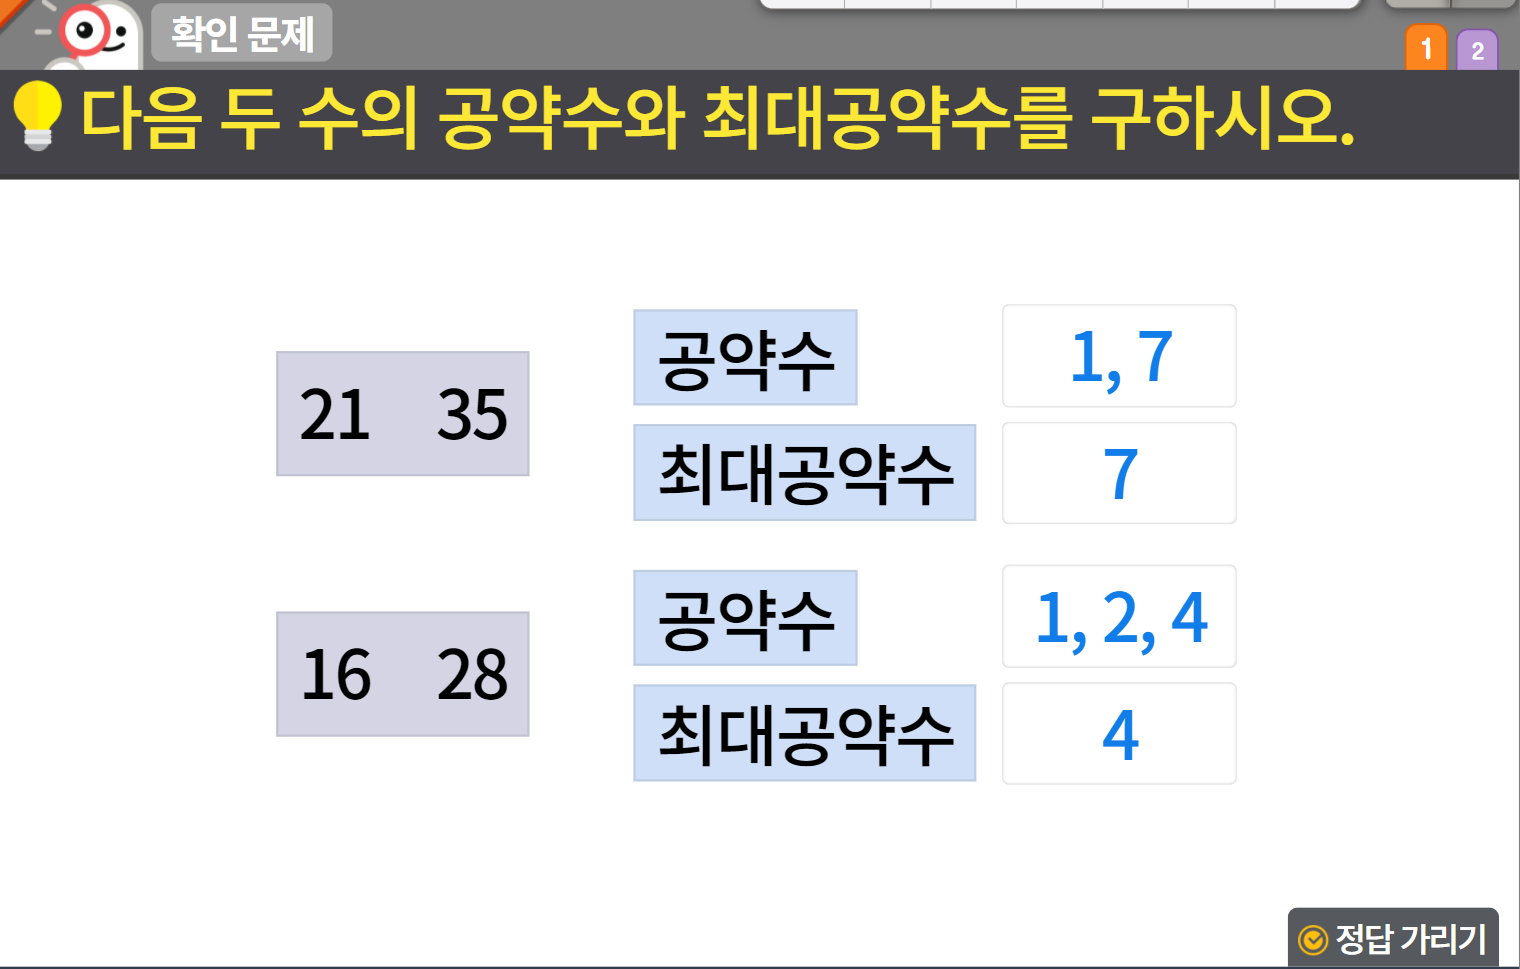 확인 문제
1 2
다음 두 수의 공약수와 최대공약수를 구하시오.
21 35
공약수 1, 7
최대공약수 7
16 28
공약수 1, 2, 4
최대공약수 4
정답 가리기